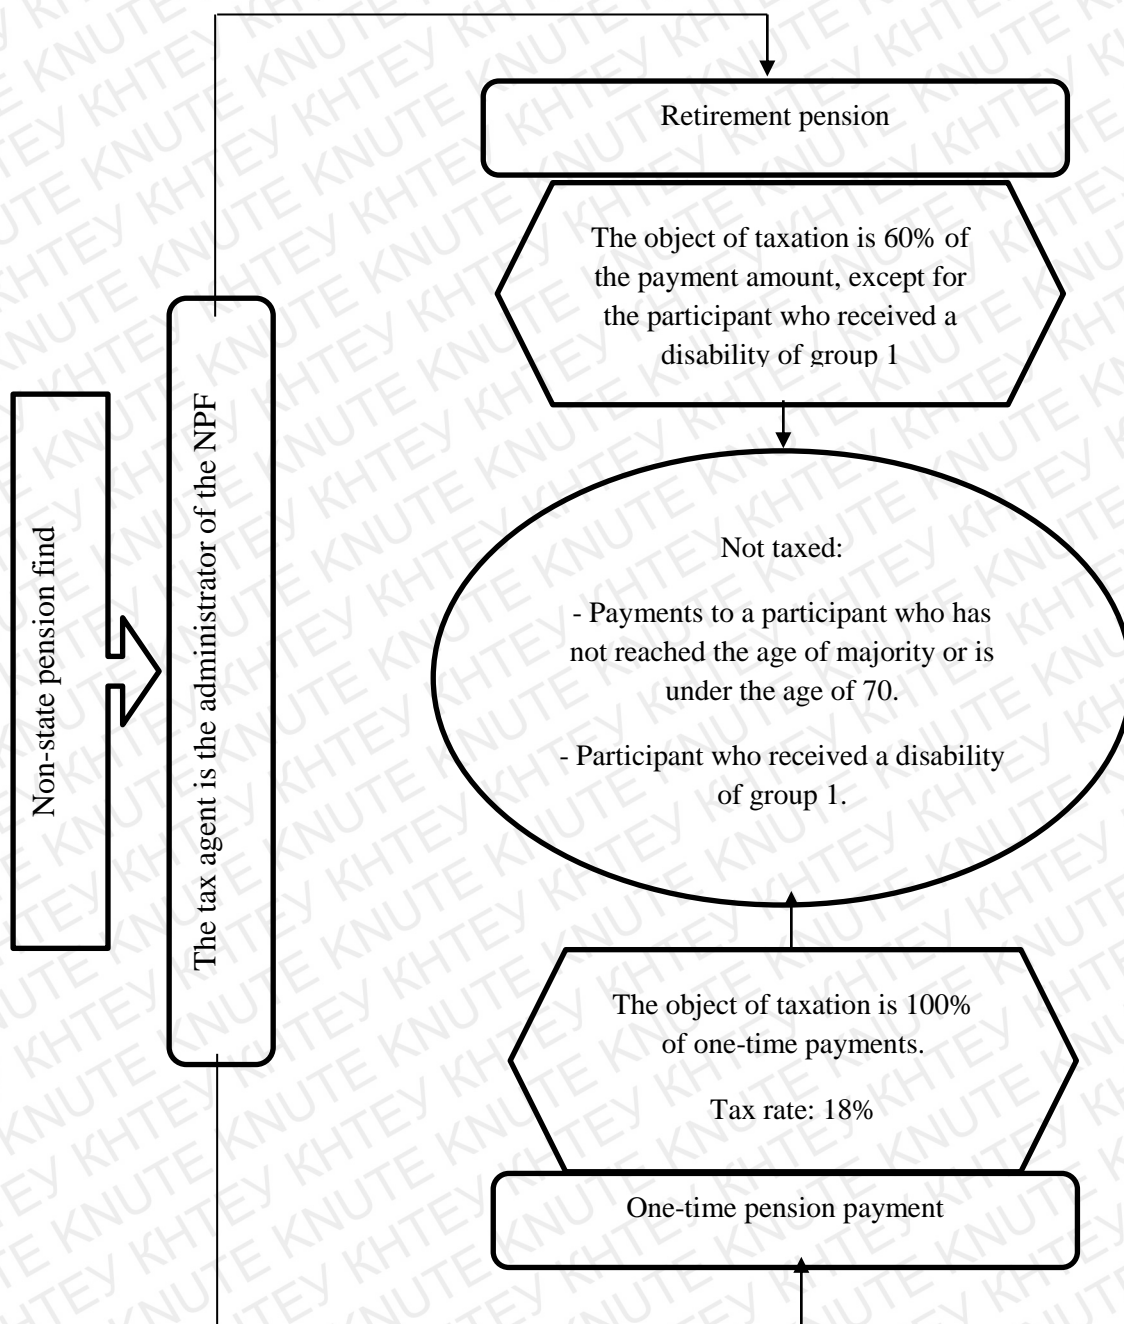 Retirement pension
The object of taxation is 60% of
the payment amount, except for
the participant who received a
disability of group 1
Non-state pension find
The tax agent is the administrator of the NPF
Not taxed:
- Payments to a participant who has
not reached the age of majority or is
under the age of 70.
- Participant who received a disability
of group 1.
The object of taxation is 100%
of one-time payments.
Tax rate: 18%
One-time pension payment
KNUTE КНТЕУ